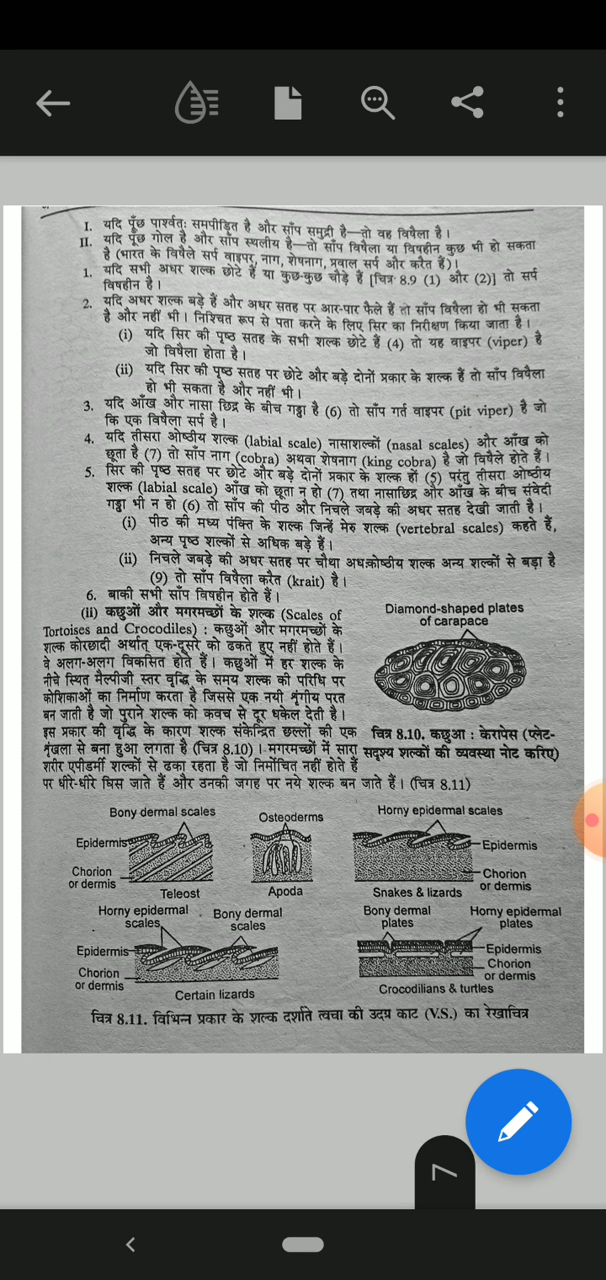 I. यदि पूँछ पार्श्वतः समपीड़ित है और साँप समुद्री है—तो वह विषैला है।
II. यदि पूँछ गोल है और साँप स्थलीय है—तो साँप विषैला या विषहीन कुछ भी हो सकता
है (भारत के विषैले सर्प वाइपर, नाग, शेषनाग, प्रवाल सर्प और करैत हैं)।
1. यदि सभी अधर शल्क छोटे हैं या कुछ-कुछ चौड़े हैं [चित्र 8.9 (1) और (2)] तो सर्प
विषहीन है।
2. यदि अधर शल्क बड़े हैं और अधर सतह पर आर-पार फैले हैं तो साँप विषैला हो भी सकता
है और नहीं भी। निश्चित रूप से पता करने के लिए सिर का निरीक्षण किया जाता है।
(i) यदि सिर की पृष्ठ सतह के सभी शल्क छोटे हैं (4) तो यह वाइपर (viper) है
जो विषैला होता है।
(ii) यदि सिर की पृष्ठ सतह पर छोटे और बड़े दोनों प्रकार के शल्क हैं तो साँप विषैला
हो भी सकता है और नहीं भी।
3. यदि आँख और नासा छिद्र के बीच गड्ढा है (6) तो साँप गर्त वाइपर (pit viper) है जो
कि एक विषैला सर्प है।
4. यदि तीसरा ओष्ठीय शल्क (labial scale) नासाशल्कों (nasal scales) और आँख को
छूता है (7) तो साँप नाग (cobra) अथवा शेषनाग (king cobra) है जो विषैले होते हैं।
5. सिर की पृष्ठ सतह पर छोटे और बड़े दोनों प्रकार के शल्क हों (5) परंतु तीसरा ओष्ठीय
शल्क (labial scale) आँख को छूता न हो (7) तथा नासाछिद्र और आँख के बीच संवेदी
गड्ढा भी न हो (6) तो साँप की पीठ और निचले जबड़े की अधर सतह देखी जाती है।
(i) पीठ की मध्य पंक्ति के शल्क जिन्हें मेरु शल्क (vertebral scales) कहते हैं,
अन्य पृष्ठ शल्कों से अधिक बड़े हैं।
(ii) निचले जबड़े की अधर सतह पर चौथा अधःकोष्ठीय शल्क अन्य शल्कों से बड़ा है
(9) तो साँप विषैला करैत (krait) है।
6. बाकी सभी साँप विषहीन होते हैं।
(ii) कछुओं और मगरमच्छों के शल्क (Scales of
Tortoises and Crocodiles) : कछुओं और मगरमच्छों के
शल्क कोरछादी अर्थात् एक-दूसरे को ढकते हुए नहीं होते हैं।
वे अलग-अलग विकसित होते हैं। कछुओं में हर शल्क के
नीचे स्थित मैल्पीजी स्तर वृद्धि के समय शल्क की परिधि पर
कोशिकाओं का निर्माण करता है जिससे एक नयी शृंगीय परत
बन जाती है जो पुराने शल्क को कवच से दूर धकेल देती है।
इस प्रकार की वृद्धि के कारण शल्क संकेन्द्रित छल्लों की एक
श्रृंखला से बना हुआ लगता है (चित्र 8.10)। मगरमच्छों में सारा
शरीर एपीडर्मी शल्कों से ढका रहता है जो निर्मोचित नहीं होते हैं
पर धीरे-धीरे घिस जाते हैं और उनकी जगह पर नये शल्क बन जाते हैं। (चित्र 8.11)
Diamond-shaped plates
of carapace
चित्र 8.10. कछुआ : केरापेस (प्लेट-
सदृश्य शल्कों की व्यवस्था नोट करिए)
Bony dermal scales
Epidermis
Chorion
or dermis
Teleost
Osteoderms
Apoda
Horny epidermal scales
Epidermis
Chorion
or dermis
Snakes & lizards
Horny epidermal
scales
Bony dermal
scales
Epidermis
Chorion
or dermis
Certain lizards
Bony dermal
plates
Horny epidermal
plates
Epidermis
Chorion
or dermis
Crocodilians & turtles
चित्र 8.11. विभिन्न प्रकार के शल्क दर्शाते त्वचा की उदग्र काट (V.S.) का रेखाचित्र
7